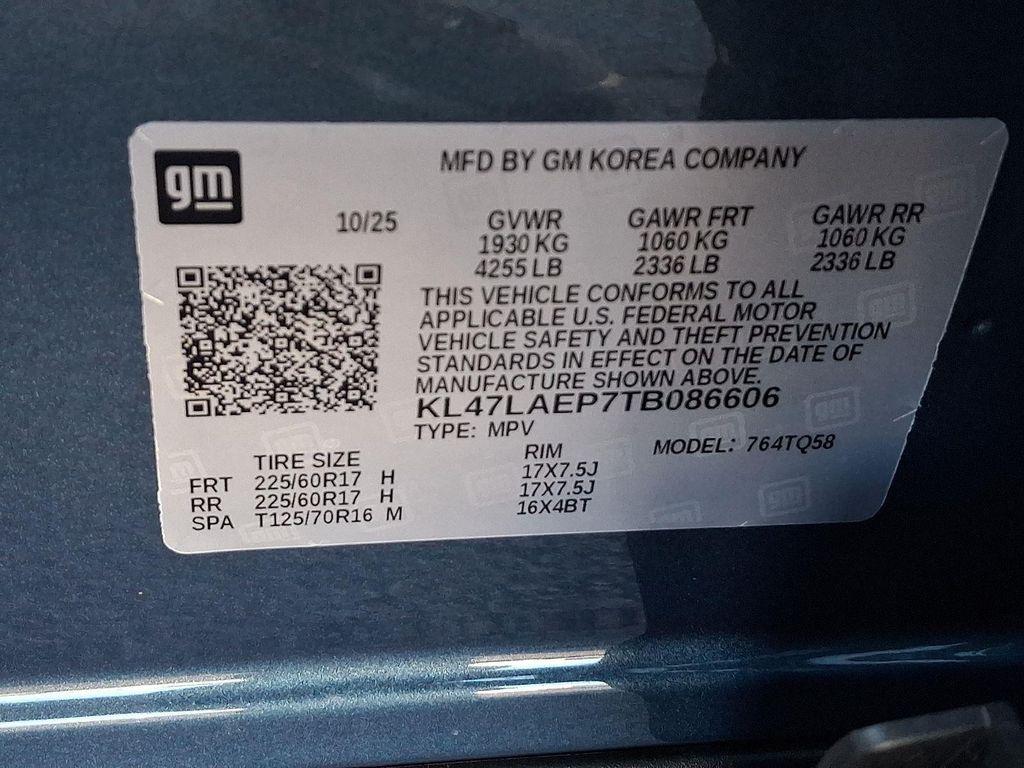 gm
MFD BY GM KOREA COMPANY
10/25 GVWR GAWR FRT GAWR RR
1930 KG 1060 KG 1060 KG
4255 LB 2336 LB 2336 LB
THIS VEHICLE CONFORMS TO ALL
APPLICABLE U.S. FEDERAL MOTOR
VEHICLE SAFETY AND THEFT PREVENTION
STANDARDS IN EFFECT ON THE DATE OF
MANUFACTURE SHOWN ABOVE.
KL47LAEP7TB086606
TYPE: MPV
TIRE SIZE RIM MODEL: 764TQ58
FRT 225/60R17 H 17X7.5J
RR 225/60R17 H 17X7.5J
SPA T125/70R16 M 16X4BT